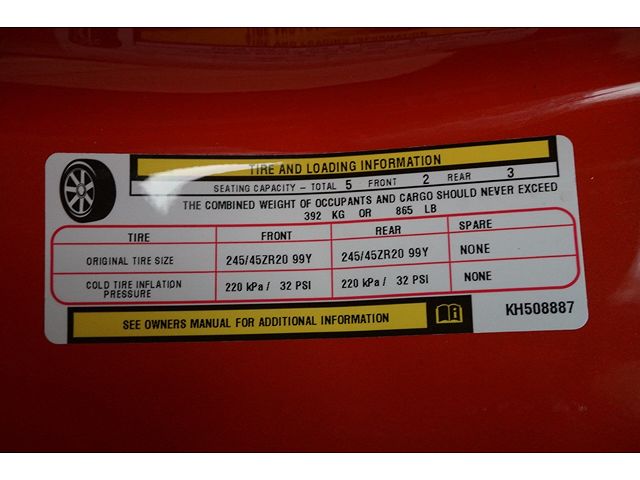 TIRE AND LOADING INFORMATION
SEATING CAPACITY - TOTAL 5 FRONT 2 REAR 3
THE COMBINED WEIGHT OF OCCUPANTS AND CARGO SHOULD NEVER EXCEED
392 KG OR 865 LB
TIRE FRONT REAR SPARE
ORIGINAL TIRE SIZE 245/45ZR20 99Y 245/45ZR20 99Y NONE
COLD TIRE INFLATION PRESSURE 220 kPa / 32 PSI 220 kPa / 32 PSI NONE
SEE OWNERS MANUAL FOR ADDITIONAL INFORMATION KH508887